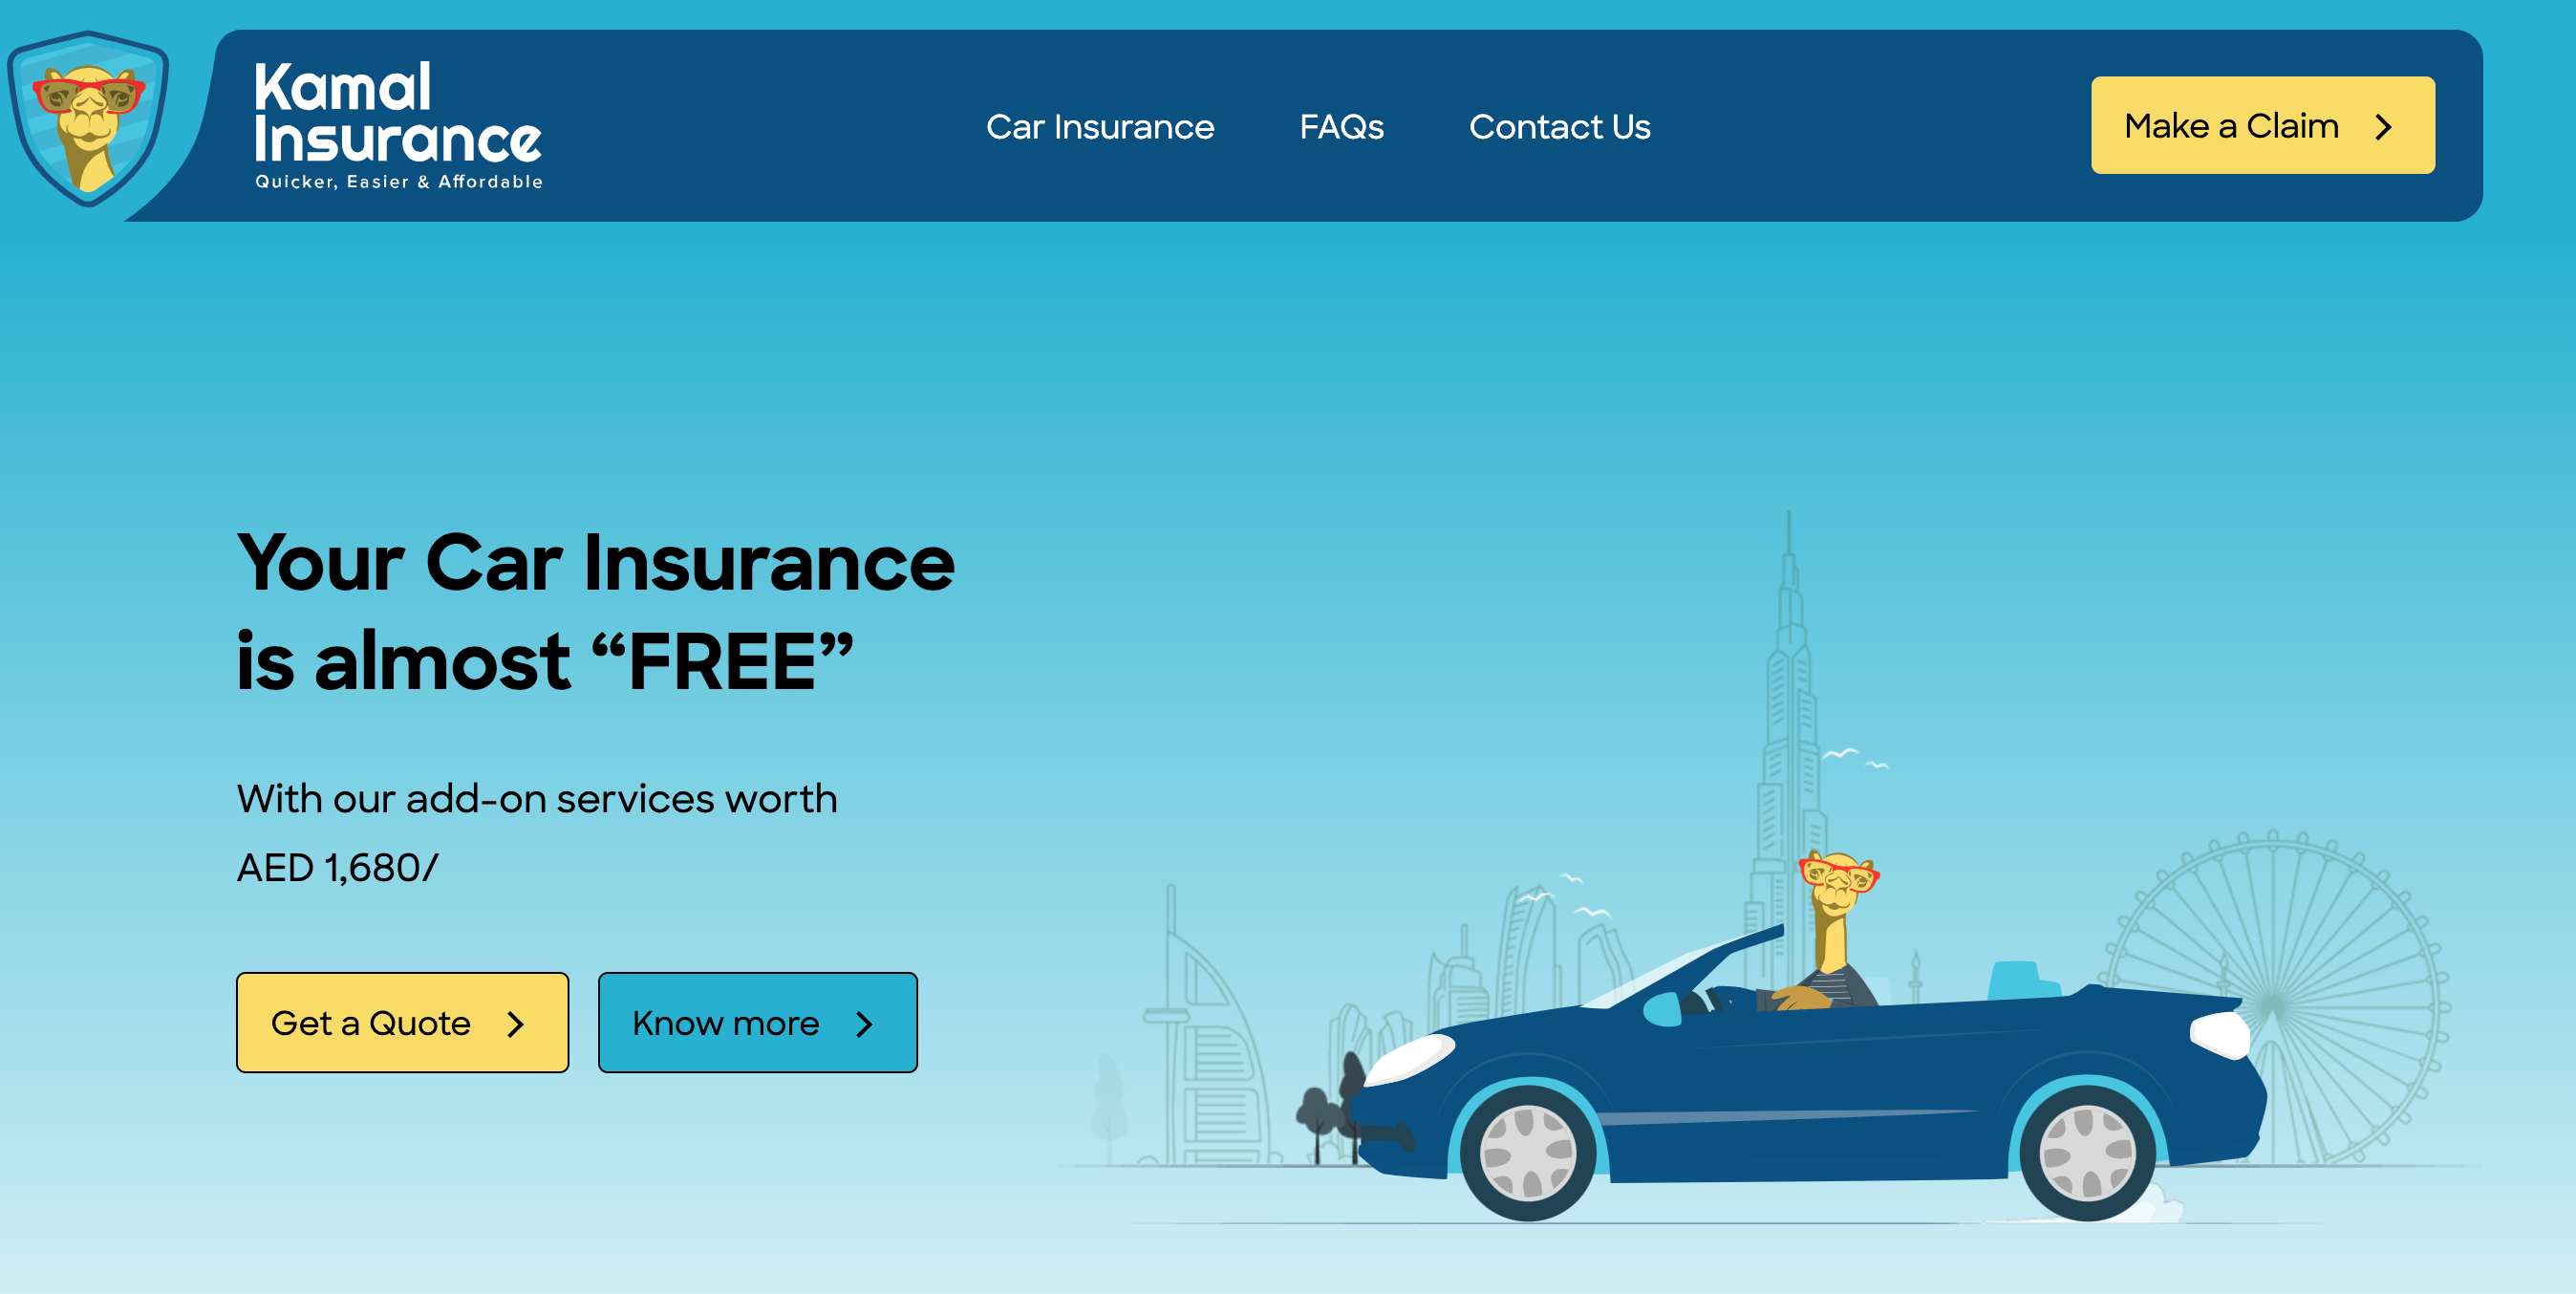 Kamal
Insurance
Quicker, Easier & Affordable
Car Insurance
FAQs
Contact Us
Make a Claim
Your Car Insurance
is almost “FREE”
With our add-on services worth
AED 1,680/
Get a Quote
Know more